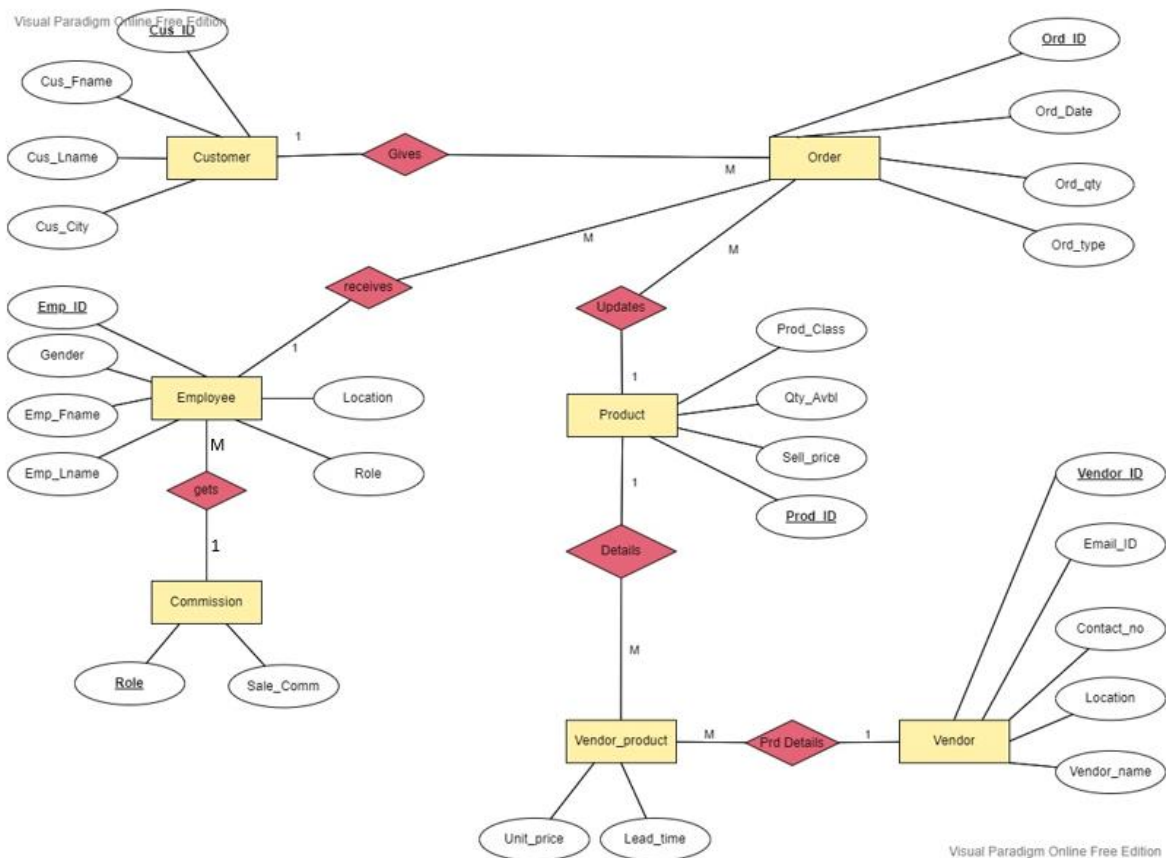 Visual Paradigm Online Free Edition
Cus_ID
Cus_Fname
Cus_Lname
Cus_City
Customer
1
Gives
M
Order
Ord_ID
Ord_Date
Ord_qty
Ord_type
M
receives
1
M
Updates
1
Emp_ID
Gender
Emp_Fname
Emp_Lname
Employee
Location
Role
M
gets
1
Commission
Role
Sale_Comm
Product
Prod_Class
Qty_Avbl
Sell_price
Prod_ID
1
Details
M
Vendor_product
Unit_price
Lead_time
M
Prd Details
1
Vendor
Vendor_ID
Email_ID
Contact_no
Location
Vendor_name
Visual Paradigm Online Free Edition